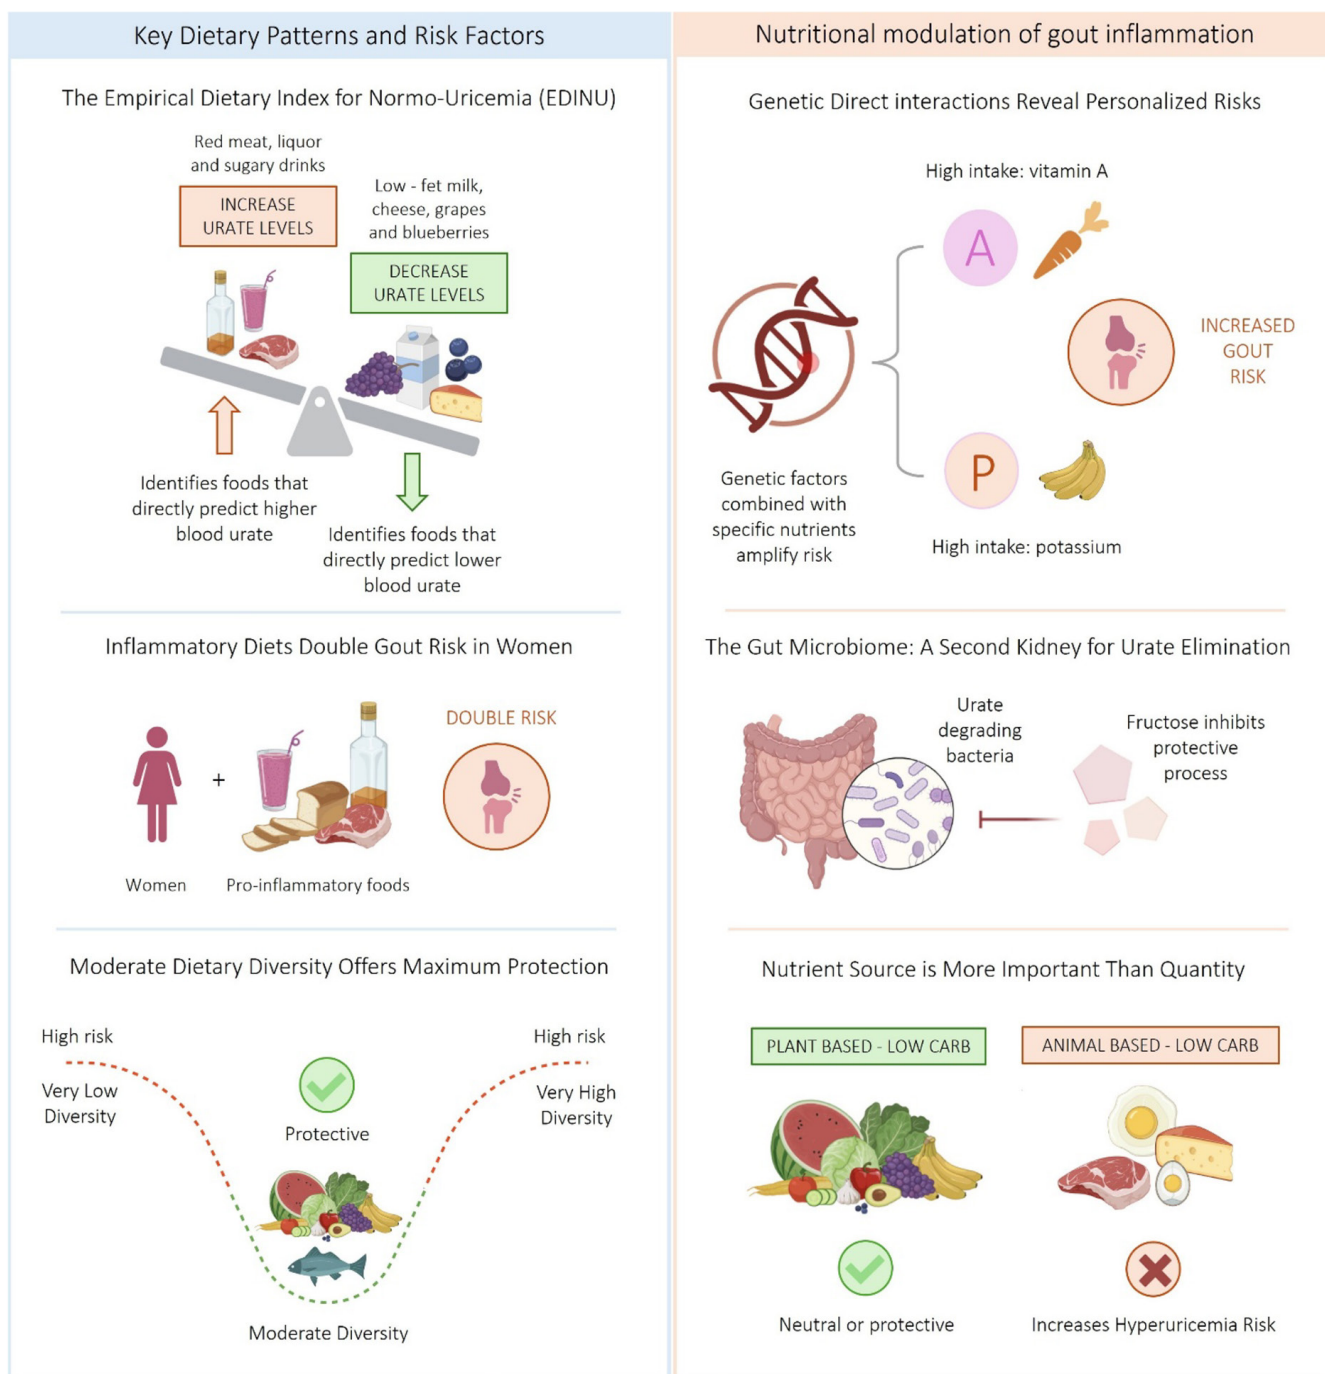 Key Dietary Patterns and Risk Factors
The Empirical Dietary Index for Normo-Uricemia (EDINU)
Red meat, liquor
and sugary drinks
INCREASE
URATE LEVELS
Low - fet milk,
cheese, grapes
and blueberries
DECREASE
URATE LEVELS
Identifies foods that
directly predict higher
blood urate
Identifies foods that
directly predict lower
blood urate
Inflammatory Diets Double Gout Risk in Women
DOUBLE RISK
+
Women
Pro-inflammatory foods
Moderate Dietary Diversity Offers Maximum Protection
High risk
Very Low
Diversity
Protective
High risk
Very High
Diversity
Moderate Diversity
Nutritional modulation of gout inflammation
Genetic Direct interactions Reveal Personalized Risks
High intake: vitamin A
A
INCREASED
GOUT
RISK
P
Genetic factors
combined with
specific nutrients
amplify risk
High intake: potassium
The Gut Microbiome: A Second Kidney for Urate Elimination
Urate
degrading
bacteria
Fructose inhibits
protective
process
Nutrient Source is More Important Than Quantity
PLANT BASED - LOW CARB
ANIMAL BASED - LOW CARB
Neutral or protective
Increases Hyperuricemia Risk